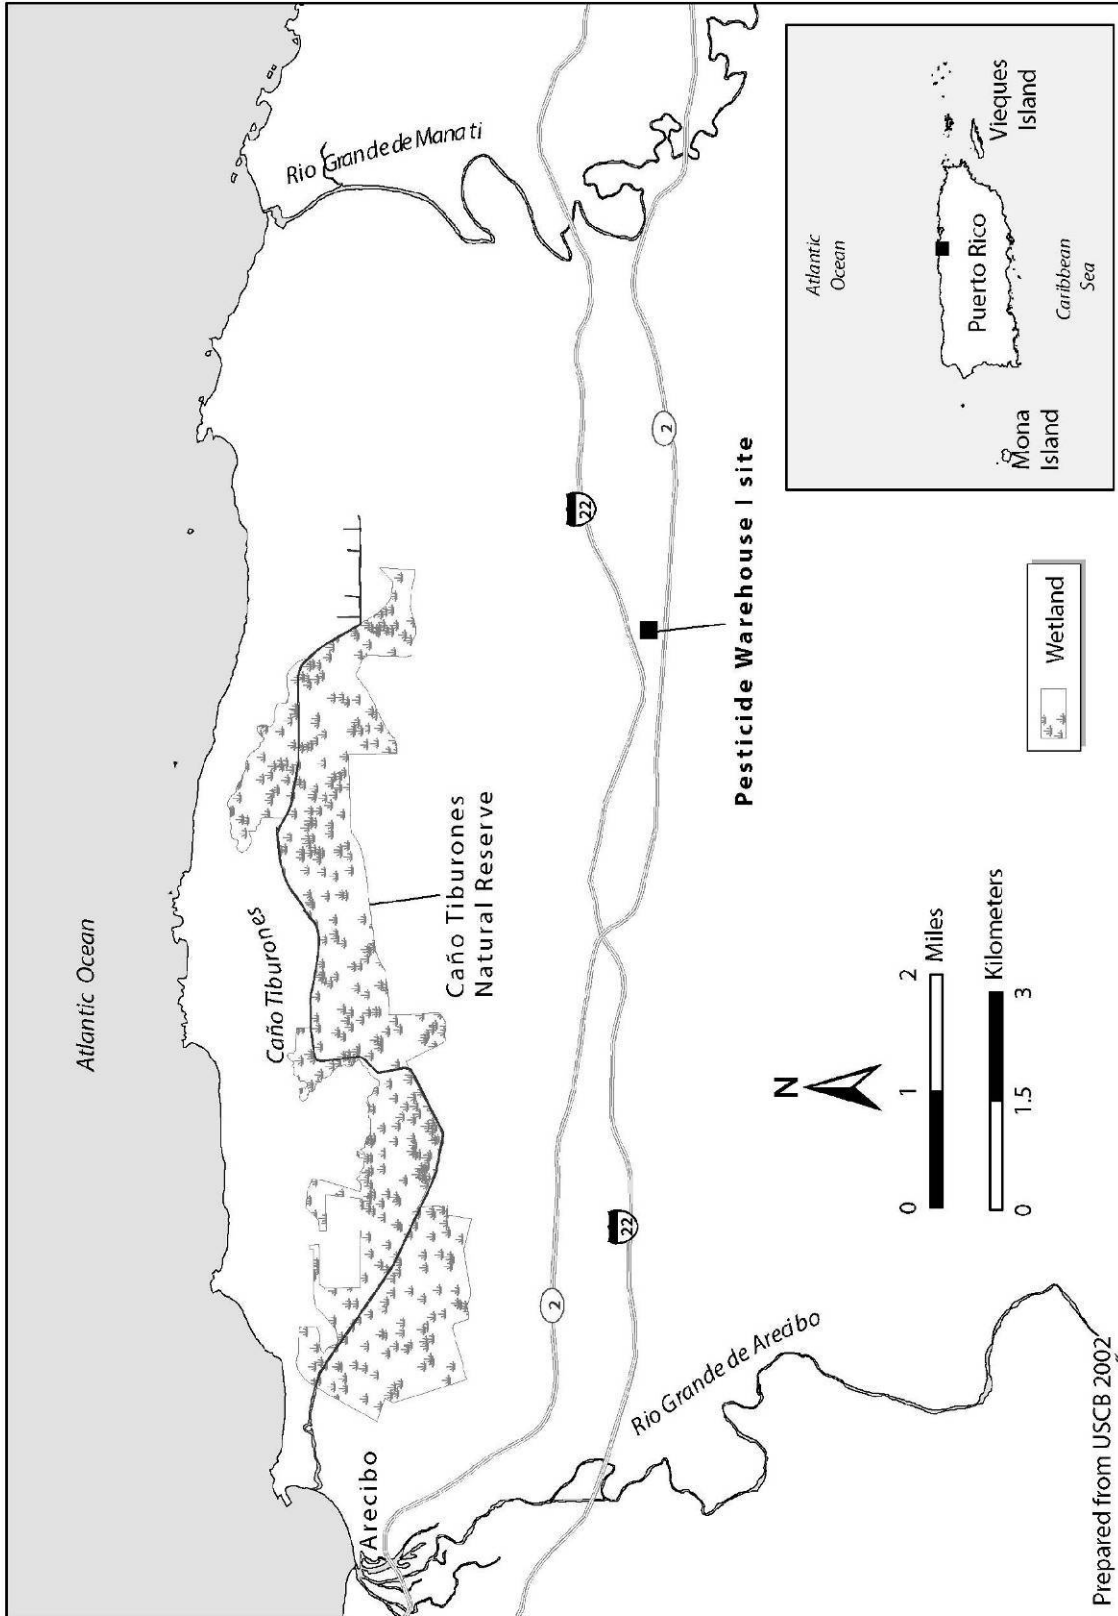 Atlantic Ocean
Rio Grande de Manati
Caño Tiburones
Caño Tiburones
Natural Reserve
Arecibo
22
2
2
22
Pesticide Warehouse I site
Rio Grande de Arecibo
N
0 1 2 Miles
0 1.5 3 Kilometers
Wetland
Atlantic
Ocean
Puerto Rico
Vieques
Island
Mona
Island
Caribbean
Sea
Prepared from USCB 2002